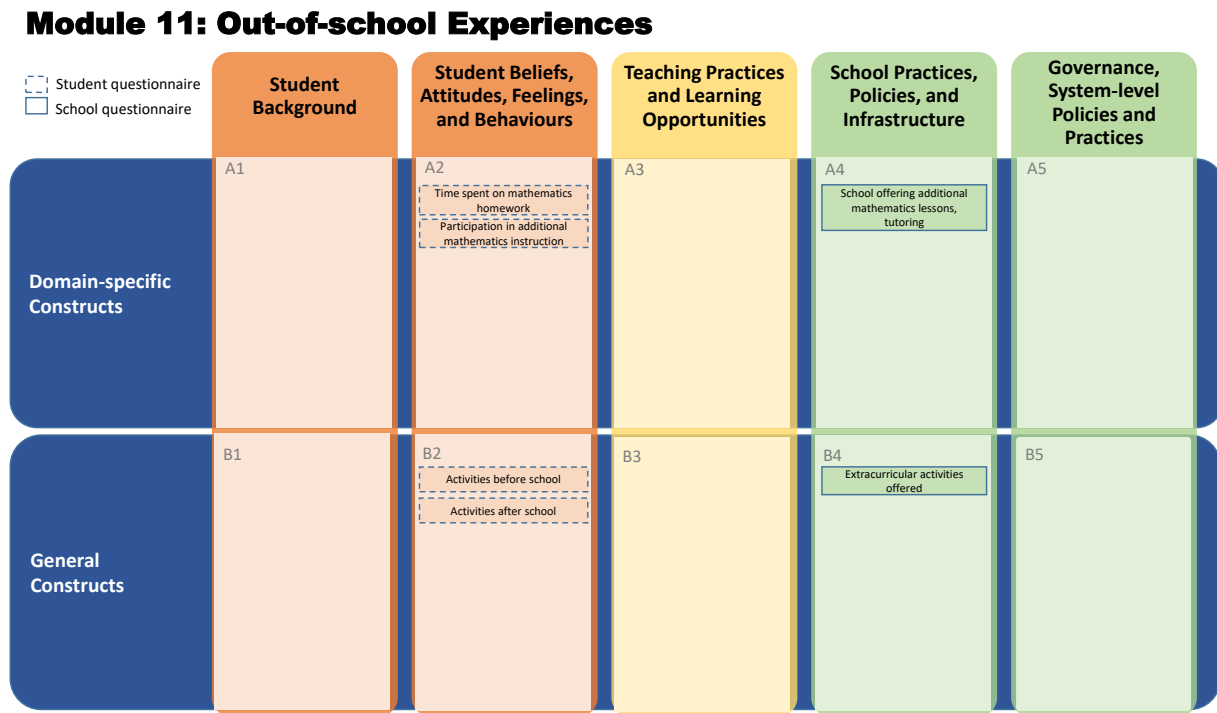 Module 11: Out-of-school Experiences
Student questionnaire
School questionnaire
Student
Background
Student Beliefs,
Attitudes, Feelings,
and Behaviours
Teaching Practices
and Learning
Opportunities
School Practices,
Policies, and
Infrastructure
Governance,
System-level
Policies and
Practices
Domain-specific
Constructs
A1
A2
Time spent on mathematics
homework
Participation in additional
mathematics instruction
A3
A4
School offering additional
mathematics lessons,
tutoring
A5
General
Constructs
B1
B2
Activities before school
Activities after school
B3
B4
Extracurricular activities
offered
B5